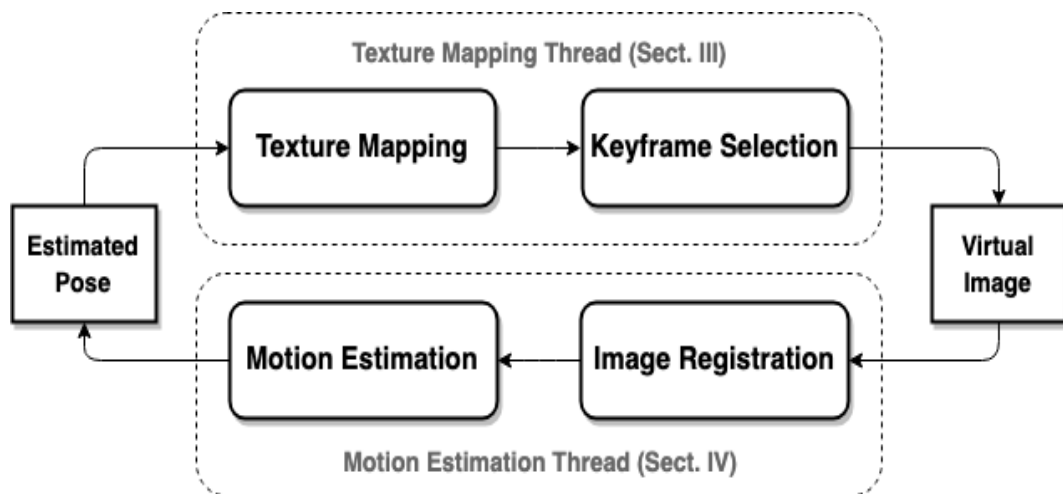 Texture Mapping Thread (Sect. III)
Texture Mapping
Keyframe Selection
Estimated
Pose
Virtual
Image
Motion Estimation
Image Registration
Motion Estimation Thread (Sect. IV)